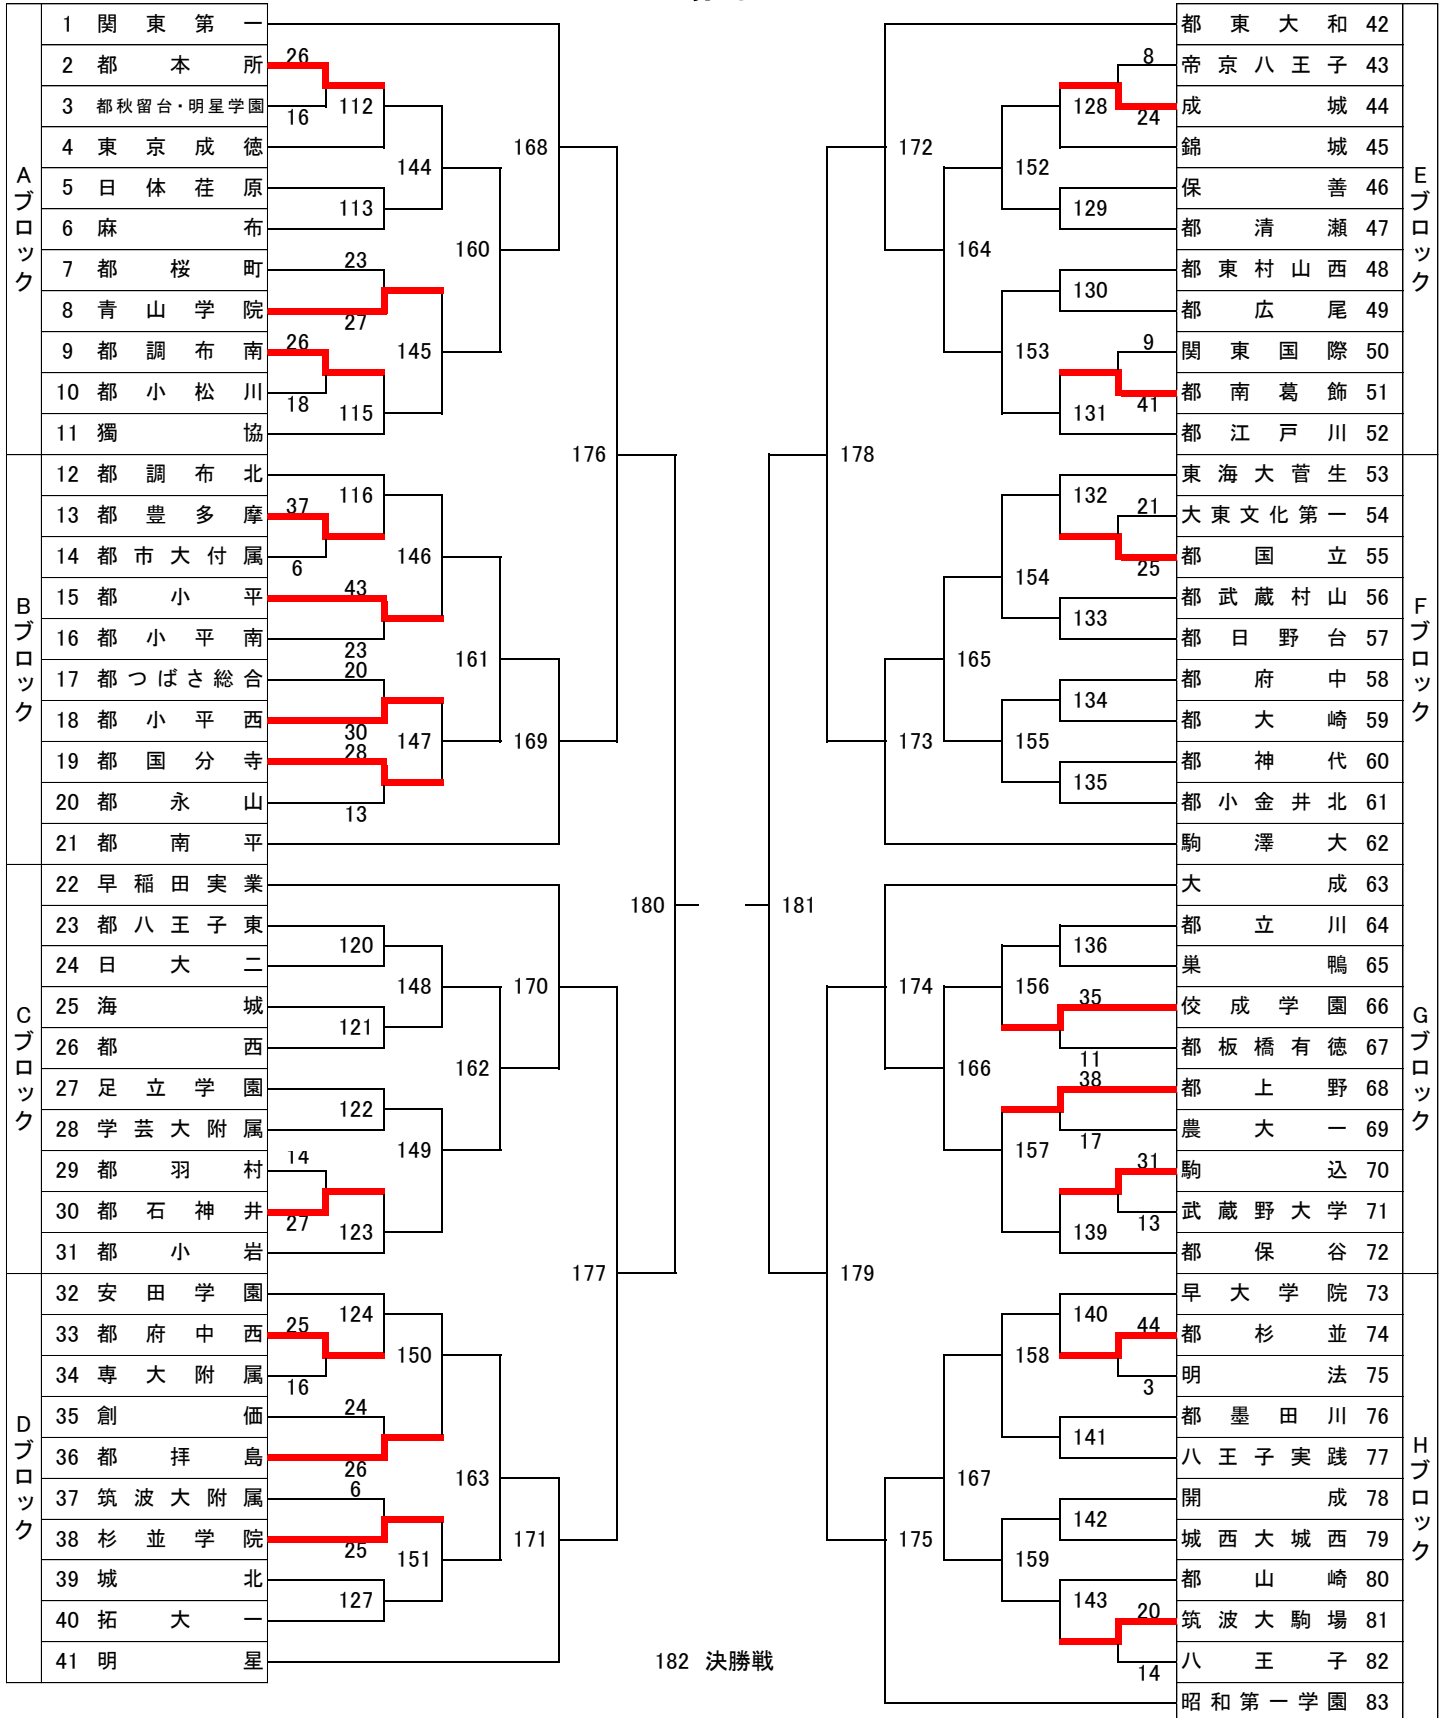 Aブロック
1 関東第一
2 都本所
3 都秋留台・明星学園
4 東京成徳
5 日体荏原
6 麻布
7 都桜町
8 青山学院
9 都調布南
10 都小松川
11 獨協
26
16
112
113
23
27
26
18
115
144
145
160
168
Bブロック
12 都調布北
13 都豊多摩
14 都市大付属
15 都小平
16 都小平南
17 都つばさ総合
18 都小平西
19 都国分寺
20 都永山
21 都南平
116
37
6
43
23
20
30
28
13
146
147
161
169
176
Cブロック
22 早稲田実業
23 都八王子東
24 日大二
25 海城
26 都西
27 足立学園
28 学芸大附属
29 都羽村
30 都石神井
31 都小岩
120
121
122
14
27
123
148
149
162
170
Dブロック
32 安田学園
33 都府中西
34 専大附属
35 創価
36 都拝島
37 筑波大附属
38 杉並学院
39 城北
40 拓大一
41 明星
124
25
16
24
26
6
25
127
150
151
163
171
177
180
182 決勝戦
Eブロック
都東大和 42
帝京八王子 43
成城 44
錦城 45
保善 46
都清瀬 47
都東村山西 48
都広尾 49
関東国際 50
都南葛飾 51
都江戸川 52
8
24
128
129
130
9
41
131
152
153
164
172
Fブロック
東海大菅生 53
大東文化第一 54
都国立 55
都武蔵村山 56
都日野台 57
都府中 58
都大崎 59
都神代 60
都小金井北 61
駒澤大 62
132
21
25
133
134
135
154
155
165
173
178
Gブロック
大成 63
都立川 64
巣鴨 65
佼成学園 66
都板橋有徳 67
都上野 68
農大一 69
駒込 70
武蔵野大学 71
都保谷 72
136
35
11
38
17
31
13
139
156
157
166
174
Hブロック
早大学院 73
都杉並 74
明法 75
都墨田川 76
八王子実践 77
開成 78
城西大城西 79
都山崎 80
筑波大駒場 81
八王子 82
昭和第一学園 83
140
44
3
141
142
143
20
14
158
159
167
175
179
181